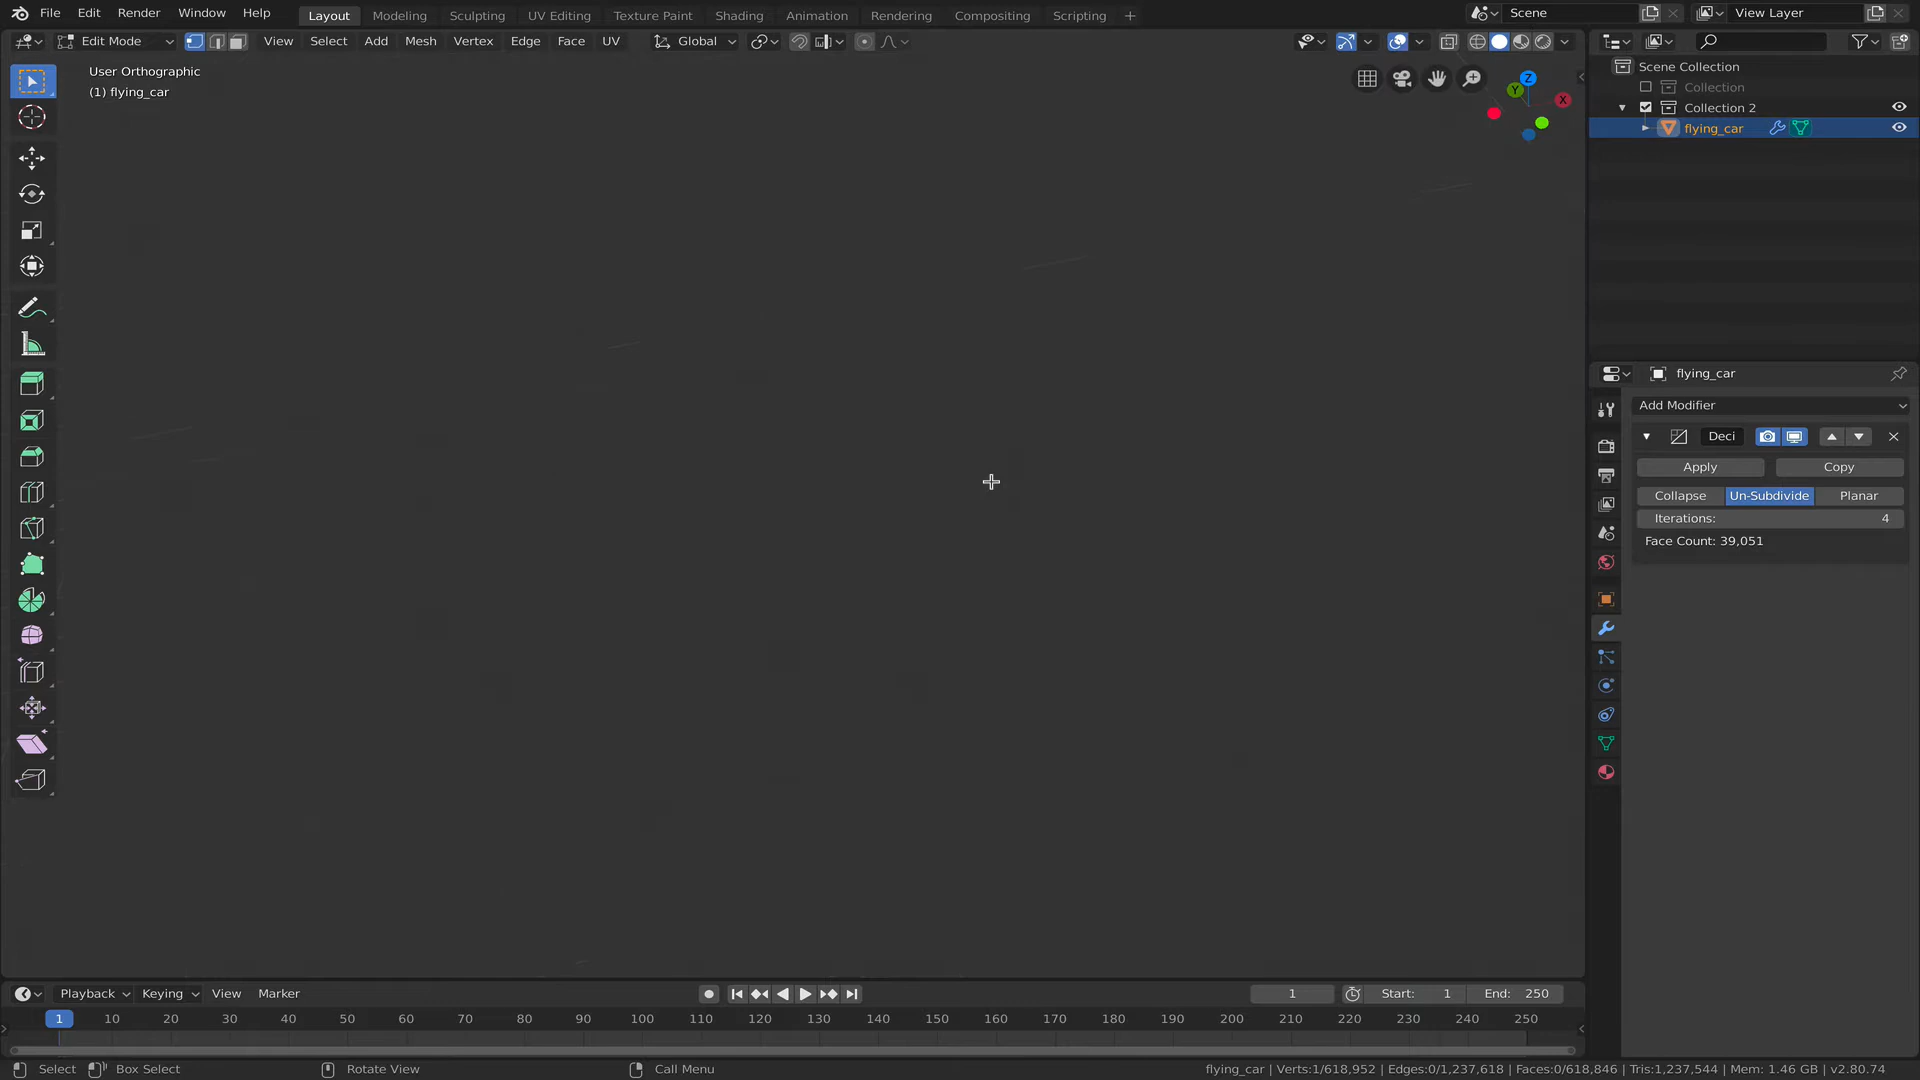 File Edit Render Window Help Layout Modeling Sculpting UV Editing Texture Paint Shading Animation Rendering Compositing Scripting + Scene View Layer
Edit Mode View Select Add Mesh Vertex Edge Face UV Global
User Orthographic
(1) flying_car
Z
Y
X
Scene Collection
Collection
Collection 2
flying_car
flying_car
Add Modifier
Deci
Apply Copy
Collapse Un-Subdivide Planar
Iterations: 4
Face Count: 39,051
Playback Keying View Marker 1 Start: 1 End: 250
1 10 20 30 40 50 60 70 80 90 100 110 120 130 140 150 160 170 180 190 200 210 220 230 240 250
Select Box Select Rotate View Call Menu flying_car | Verts:1/618,952 | Edges:0/1,237,618 | Faces:0/618,846 | Tris:1,237,544 | Mem: 1.46 GB | v2.80.74